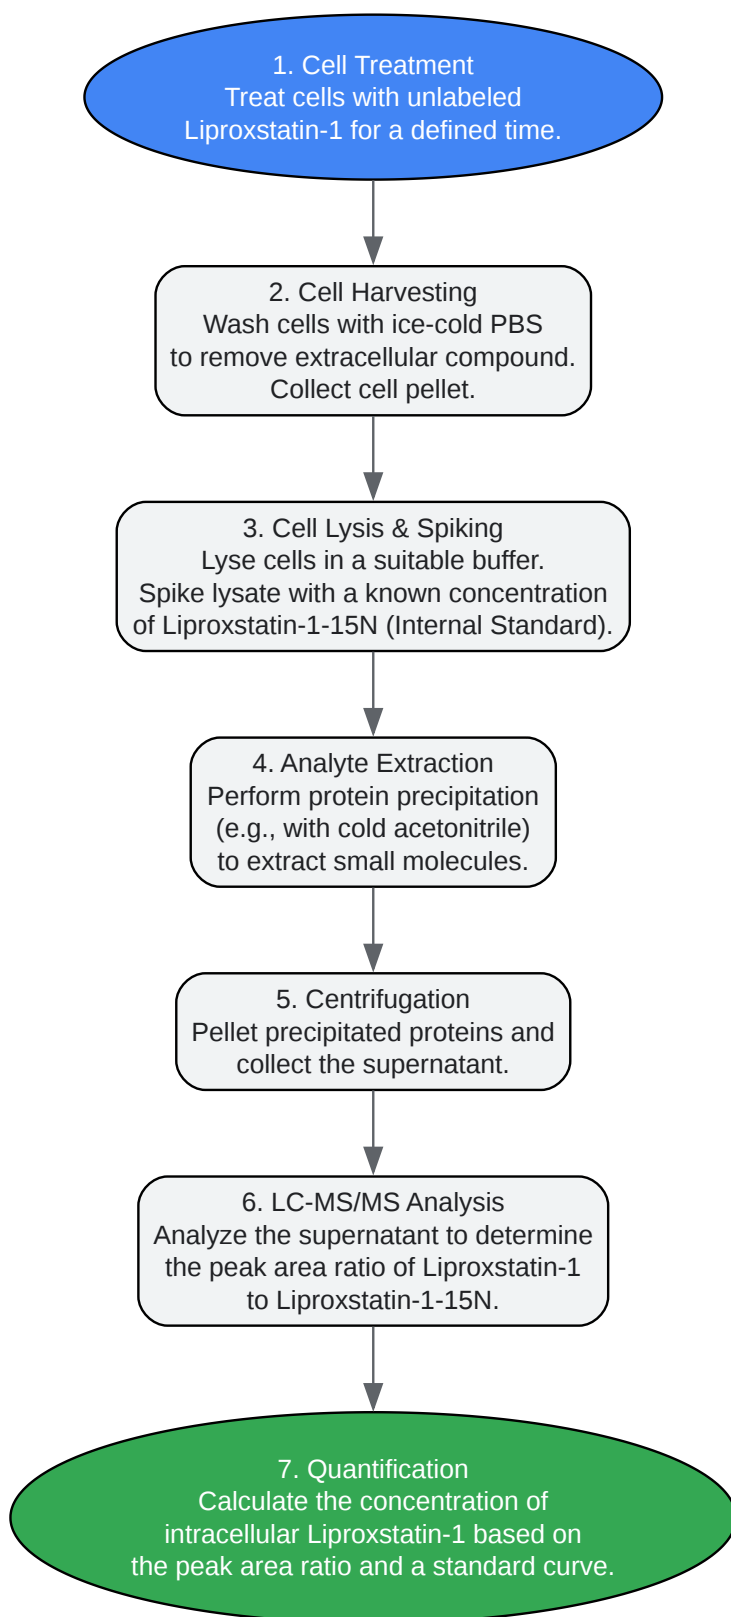 1. Cell Treatment
Treat cells with unlabeled
Liproxstatin-1 for a defined time.
2. Cell Harvesting
Wash cells with ice-cold PBS
to remove extracellular compound.
Collect cell pellet.
3. Cell Lysis & Spiking
Lyse cells in a suitable buffer.
Spike lysate with a known concentration
of Liproxstatin-1-15N (Internal Standard).
4. Analyte Extraction
Perform protein precipitation
(e.g., with cold acetonitrile)
to extract small molecules.
5. Centrifugation
Pellet precipitated proteins and
collect the supernatant.
6. LC-MS/MS Analysis
Analyze the supernatant to determine
the peak area ratio of Liproxstatin-1
to Liproxstatin-1-15N.
7. Quantification
Calculate the concentration of
intracellular Liproxstatin-1 based on
the peak area ratio and a standard curve.